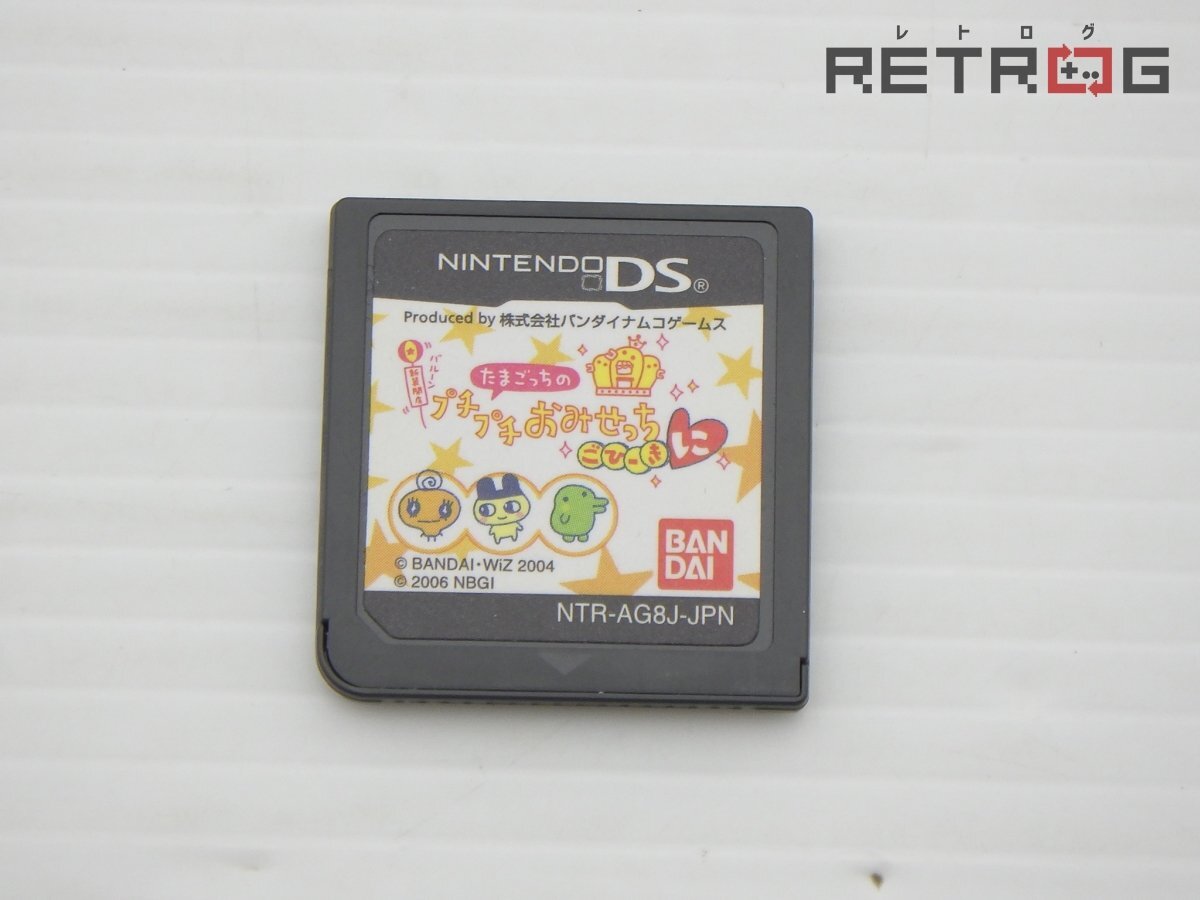 レトログ
RETROG
NINTENDO DS®
Produced by 株式会社バンダイナムコゲームス
バルーン
新装開店
たまごっちの
プチプチおみせっち
ごひーきに
© BANDAI・WiZ 2004
© 2006 NBGI
BAN
DAI
NTR-AG8J-JPN